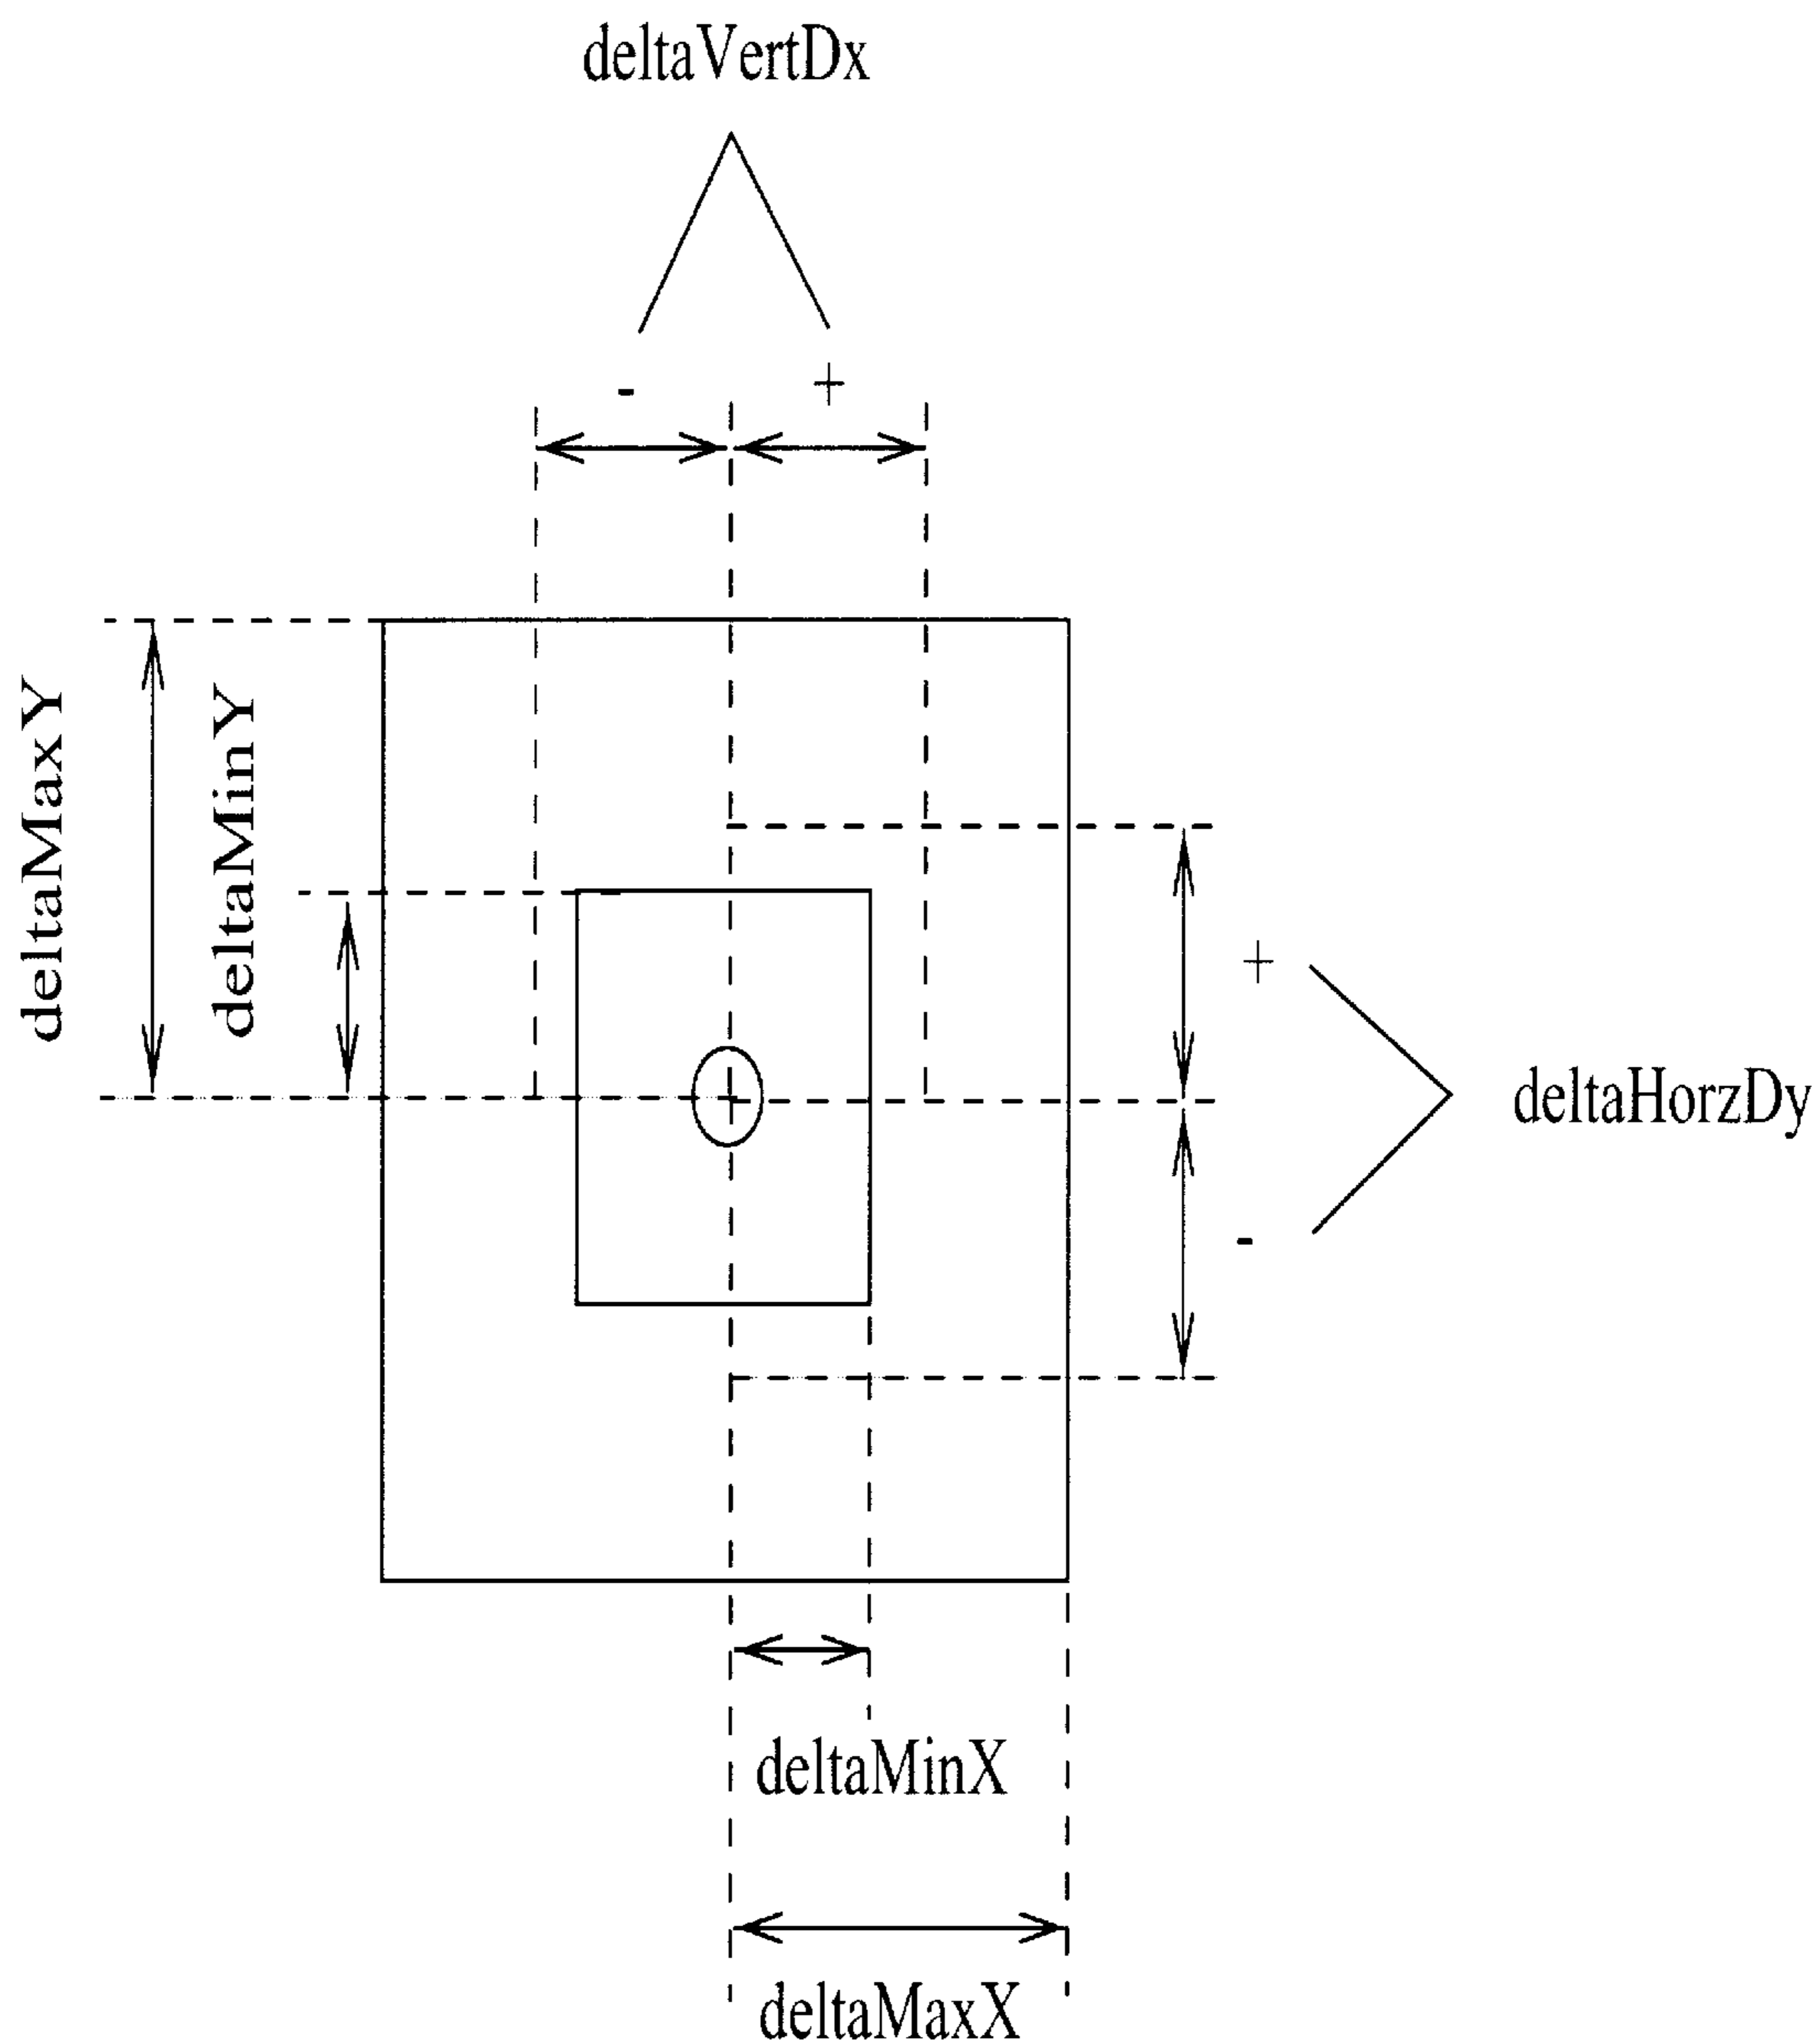 deltaVertDx
- +
deltaMaxY
deltaMinY
+
deltaHorzDy
-
deltaMinX
deltaMaxX